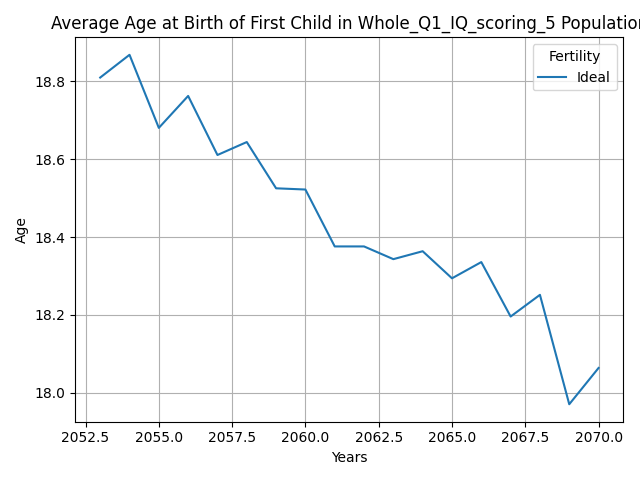 Average Age at Birth of First Child in Whole_Q1_IQ_scoring_5 Population
Fertility
Ideal
18.8
18.6
18.4
18.2
18.0
Age
2052.5 2055.0 2057.5 2060.0 2062.5 2065.0 2067.5 2070.0
Years